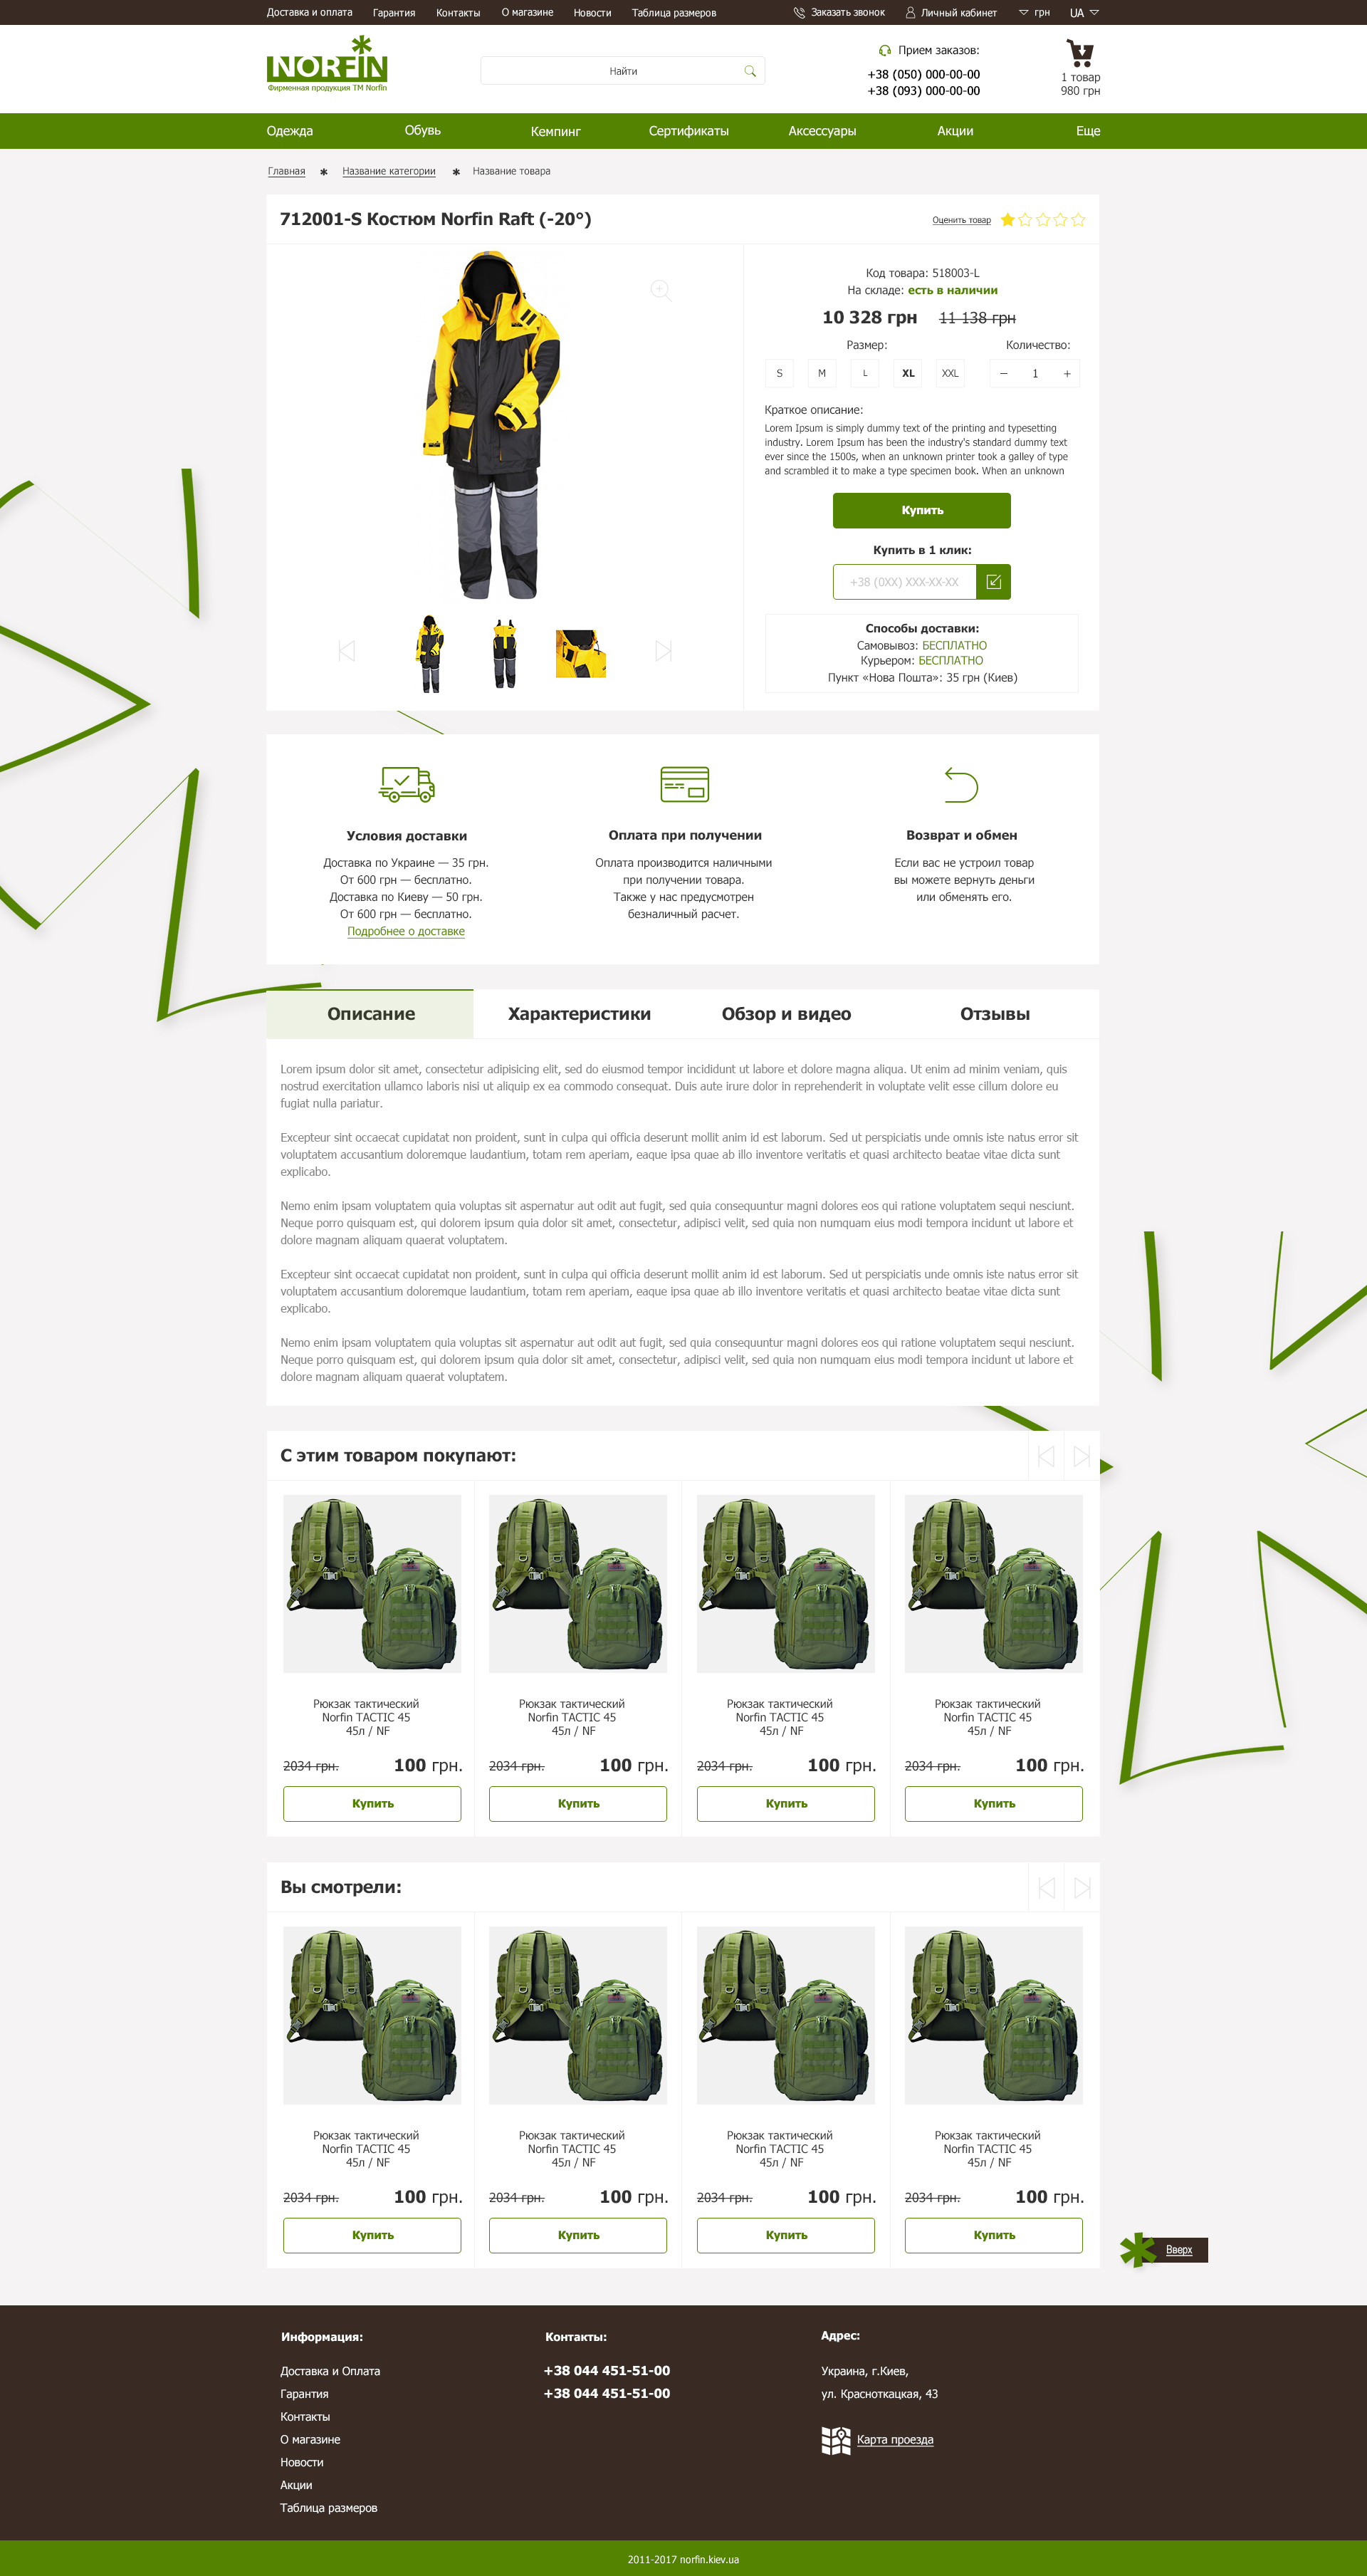 Доставка и оплата Гарантия Контакты О магазине Новости Таблица размеров Заказать звонок Личный кабинет грн UA
NORFIN
Фирменная продукция ТМ Norfin
Найти
Прием заказов:
+38 (050) 000-00-00
+38 (093) 000-00-00
1 товар
980 грн
Одежда Обувь Кемпинг Сертификаты Аксессуары Акции Еще
Главная Название категории Название товара
712001-S Костюм Norfin Raft (-20°)
Оценить товар
Код товара: 518003-L
На складе: есть в наличии
10 328 грн 11 138 грн
Размер: Количество:
S M L XL XXL — 1 +
Краткое описание:
Lorem Ipsum is simply dummy text of the printing and typesetting
industry. Lorem Ipsum has been the industry's standard dummy text
ever since the 1500s, when an unknown printer took a galley of type
and scrambled it to make a type specimen book. When an unknown
Купить
Купить в 1 клик:
+38 (0XX) XXX-XX-XX
Способы доставки:
Самовывоз: БЕСПЛАТНО
Курьером: БЕСПЛАТНО
Пункт «Нова Пошта»: 35 грн (Киев)
Условия доставки
Доставка по Украине — 35 грн.
От 600 грн — бесплатно.
Доставка по Киеву — 50 грн.
От 600 грн — бесплатно.
Подробнее о доставке
Оплата при получении
Оплата производится наличными
при получении товара.
Также у нас предусмотрен
безналичный расчет.
Возврат и обмен
Если вас не устроил товар
вы можете вернуть деньги
или обменять его.
Описание Характеристики Обзор и видео Отзывы
Lorem ipsum dolor sit amet, consectetur adipisicing elit, sed do eiusmod tempor incididunt ut labore et dolore magna aliqua. Ut enim ad minim veniam, quis
nostrud exercitation ullamco laboris nisi ut aliquip ex ea commodo consequat. Duis aute irure dolor in reprehenderit in voluptate velit esse cillum dolore eu
fugiat nulla pariatur.
Excepteur sint occaecat cupidatat non proident, sunt in culpa qui officia deserunt mollit anim id est laborum. Sed ut perspiciatis unde omnis iste natus error sit
voluptatem accusantium doloremque laudantium, totam rem aperiam, eaque ipsa quae ab illo inventore veritatis et quasi architecto beatae vitae dicta sunt
explicabo.
Nemo enim ipsam voluptatem quia voluptas sit aspernatur aut odit aut fugit, sed quia consequuntur magni dolores eos qui ratione voluptatem sequi nesciunt.
Neque porro quisquam est, qui dolorem ipsum quia dolor sit amet, consectetur, adipisci velit, sed quia non numquam eius modi tempora incidunt ut labore et
dolore magnam aliquam quaerat voluptatem.
Excepteur sint occaecat cupidatat non proident, sunt in culpa qui officia deserunt mollit anim id est laborum. Sed ut perspiciatis unde omnis iste natus error sit
voluptatem accusantium doloremque laudantium, totam rem aperiam, eaque ipsa quae ab illo inventore veritatis et quasi architecto beatae vitae dicta sunt
explicabo.
Nemo enim ipsam voluptatem quia voluptas sit aspernatur aut odit aut fugit, sed quia consequuntur magni dolores eos qui ratione voluptatem sequi nesciunt.
Neque porro quisquam est, qui dolorem ipsum quia dolor sit amet, consectetur, adipisci velit, sed quia non numquam eius modi tempora incidunt ut labore et
dolore magnam aliquam quaerat voluptatem.
С этим товаром покупают:
Рюкзак тактический Рюкзак тактический Рюкзак тактический Рюкзак тактический
Norfin TACTIC 45 Norfin TACTIC 45 Norfin TACTIC 45 Norfin TACTIC 45
45л / NF 45л / NF 45л / NF 45л / NF
2034 грн. 100 грн. 2034 грн. 100 грн. 2034 грн. 100 грн. 2034 грн. 100 грн.
Купить Купить Купить Купить
Вы смотрели:
Рюкзак тактический Рюкзак тактический Рюкзак тактический Рюкзак тактический
Norfin TACTIC 45 Norfin TACTIC 45 Norfin TACTIC 45 Norfin TACTIC 45
45л / NF 45л / NF 45л / NF 45л / NF
2034 грн. 100 грн. 2034 грн. 100 грн. 2034 грн. 100 грн. 2034 грн. 100 грн.
Купить Купить Купить Купить
Вверх
Информация:
Доставка и Оплата
Гарантия
Контакты
О магазине
Новости
Акции
Таблица размеров
Контакты:
+38 044 451-51-00
+38 044 451-51-00
Адрес:
Украина, г.Киев,
ул. Красноткацкая, 43
Карта проезда
2011-2017 norfin.kiev.ua